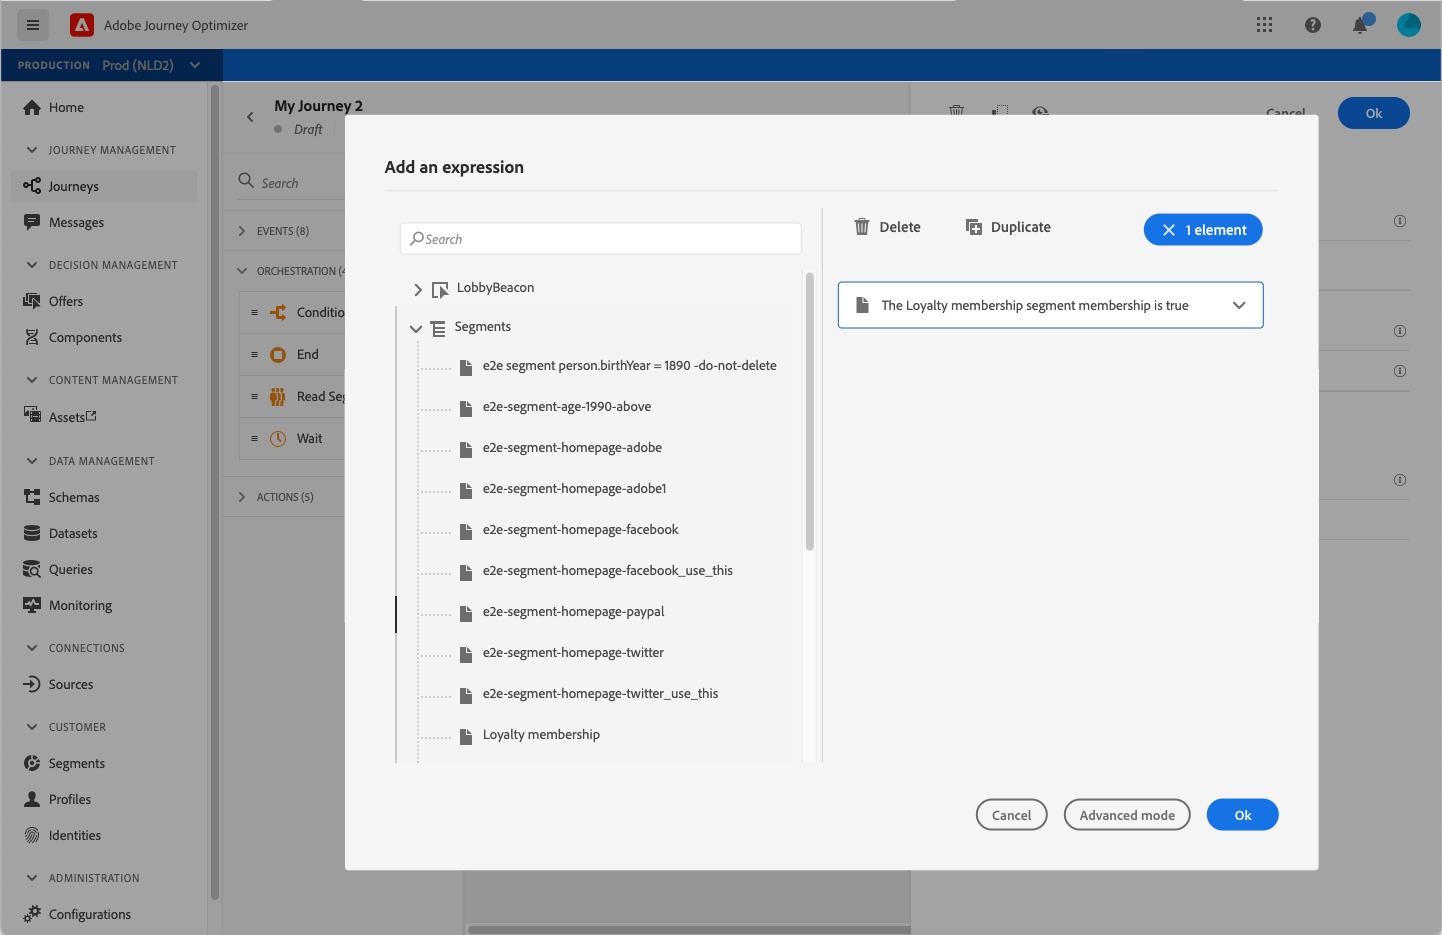 Adobe Journey Optimizer
PRODUCTION Prod (NLD2)
Home
JOURNEY MANAGEMENT
Journeys
Messages
DECISION MANAGEMENT
Offers
Components
CONTENT MANAGEMENT
Assets
DATA MANAGEMENT
Schemas
Datasets
Queries
Monitoring
CONNECTIONS
Sources
CUSTOMER
Segments
Profiles
Identities
ADMINISTRATION
Configurations
My Journey 2
Draft
Search
EVENTS (8)
ORCHESTRATION (4
Conditio
End
Read Seg
Wait
ACTIONS (5)
Cancel
Ok
Add an expression
Search
LobbyBeacon
Segments
e2e segment person.birthYear = 1890 -do-not-delete
e2e-segment-age-1990-above
e2e-segment-homepage-adobe
e2e-segment-homepage-adobe1
e2e-segment-homepage-facebook
e2e-segment-homepage-facebook_use_this
e2e-segment-homepage-paypal
e2e-segment-homepage-twitter
e2e-segment-homepage-twitter_use_this
Loyalty membership
Delete
Duplicate
1 element
The Loyalty membership segment membership is true
Cancel
Advanced mode
Ok